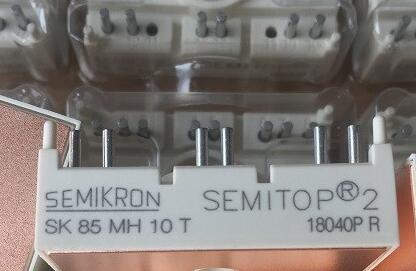 SEMIKRON SEMITOP®2
SK 85 MH 10 T 18040P R